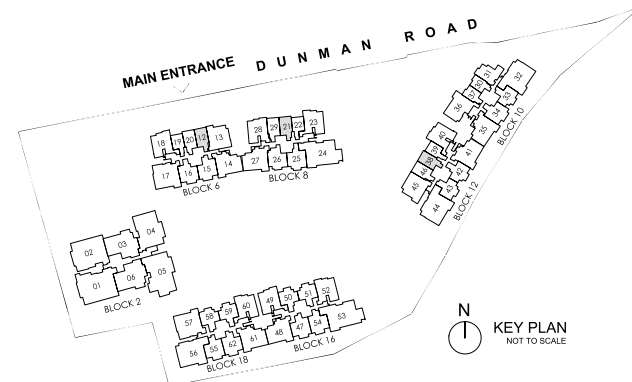 DUNMAN ROAD
MAIN ENTRANCE
18 19 20 12 13
17 16 15 14
BLOCK 6
28 29 21 22 23
27 26 25 24
BLOCK 8
37 30 31 32
36 35 34 33
BLOCK 10
40 39 38 46 45
41 42 43 44
BLOCK 12
02 03 04
01 06 05
BLOCK 2
57 58 59 60
56 55 62 61
BLOCK 18
49 50 51 52
48 47 54 53
BLOCK 16
N
KEY PLAN
NOT TO SCALE